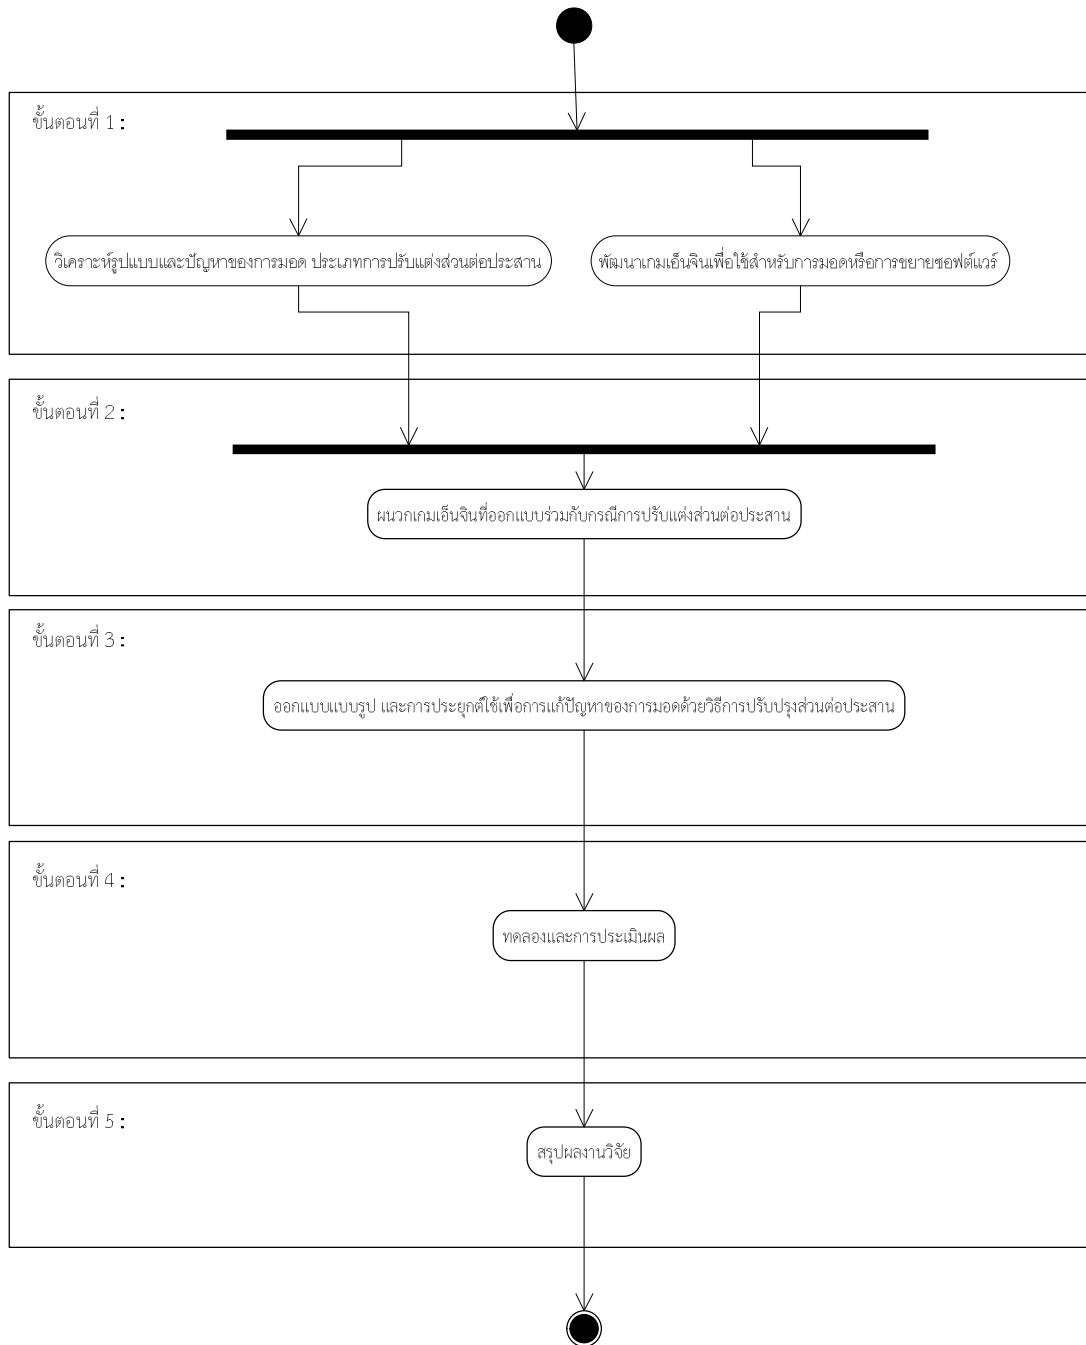 ขั้นตอนที่ 1 :
วิเคราะห์รูปแบบและปัญหาของการมอด ประเภทการปรับแต่งส่วนต่อประสาน
พัฒนาเกมเอ็นจินเพื่อใช้สำหรับการมอดหรือการขยายซอฟต์แวร์
ขั้นตอนที่ 2 :
ผนวกเกมเอ็นจินที่ออกแบบร่วมกับกรณีการปรับแต่งส่วนต่อประสาน
ขั้นตอนที่ 3 :
ออกแบบแบบรูป และการประยุกต์ใช้เพื่อการแก้ปัญหาของการมอดด้วยวิธีการปรับปรุงส่วนต่อประสาน
ขั้นตอนที่ 4 :
ทดลองและการประเมินผล
ขั้นตอนที่ 5 :
สรุปผลงานวิจัย